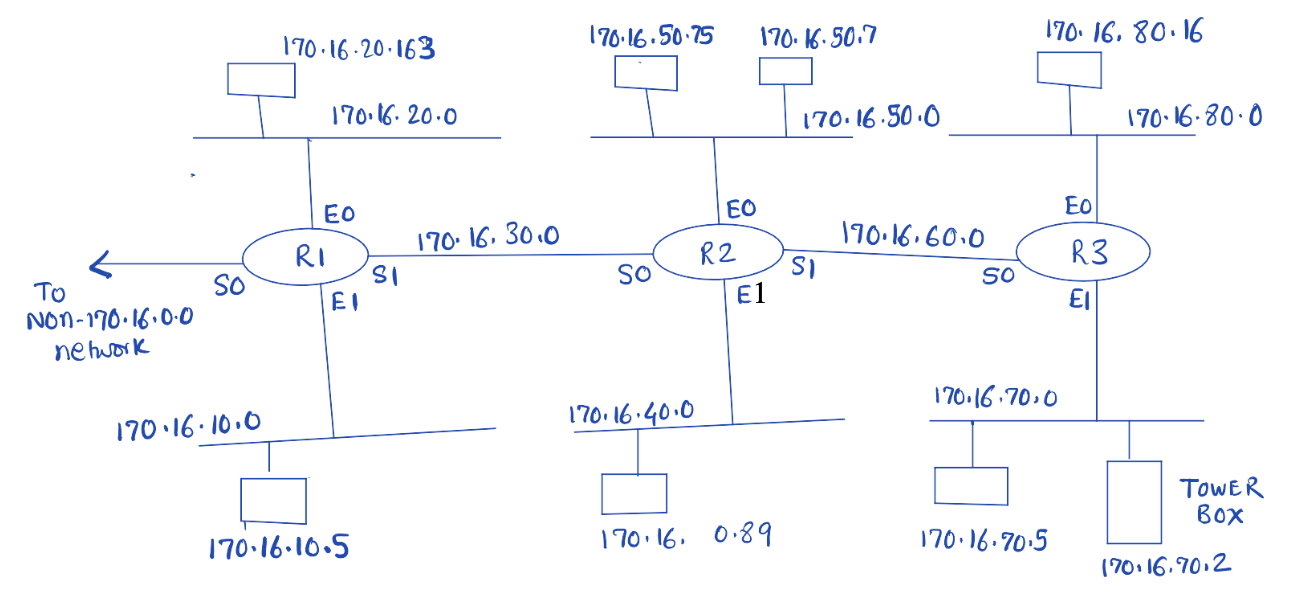 170.16.20.163
170.16.50.75
170.16.50.7
170.16.80.16
170.16.20.0
170.16.50.0
170.16.80.0
E0
E0
E0
R1
170.16.30.0
R2
170.16.60.0
R3
S0
S1
S0
S1
S0
E1
E1
E1
To
Non-170.16.0.0
network
170.16.10.0
170.16.40.0
170.16.70.0
170.16.10.5
170.16. 0.89
170.16.70.5
TOWER
BOX
170.16.70.2